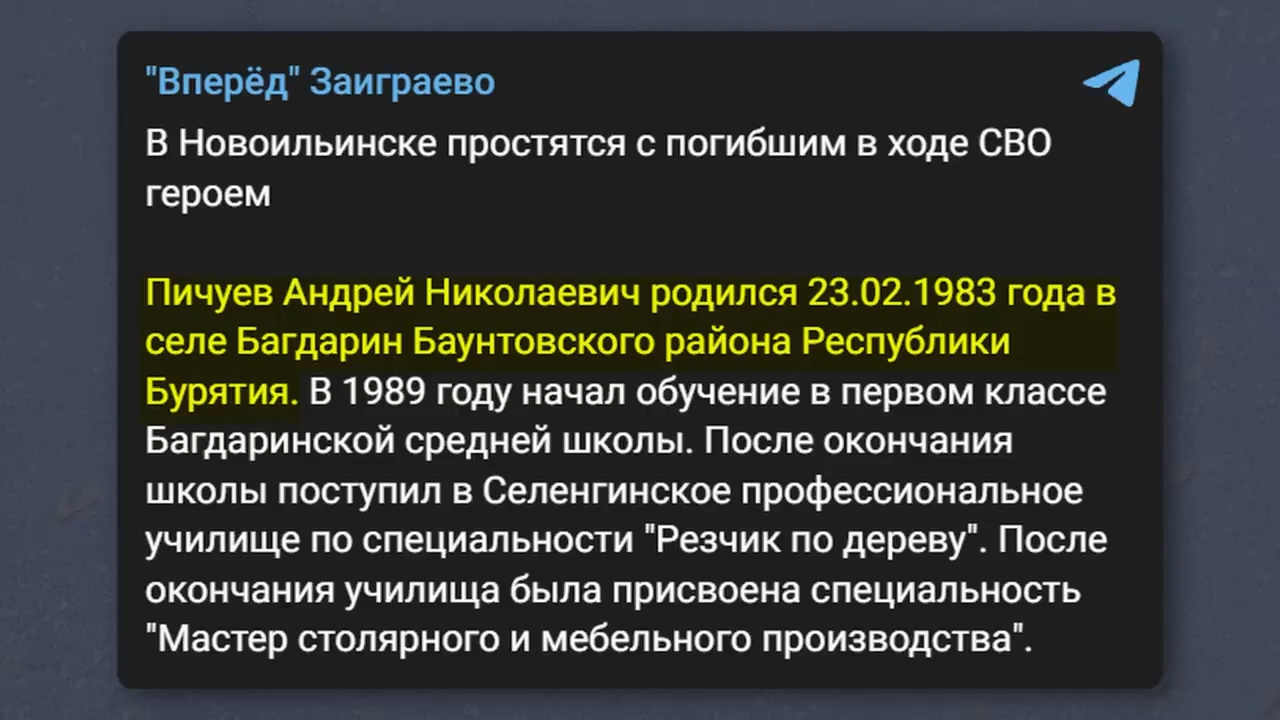 "Вперёд" Заиграево
В Новоильинске простятся с погибшим в ходе СВО
героем
Пичуев Андрей Николаевич родился 23.02.1983 года в
селе Багдарин Баунтовского района Республики
Бурятия. В 1989 году начал обучение в первом классе
Багдаринской средней школы. После окончания
школы поступил в Селенгинское профессиональное
училище по специальности "Резчик по дереву". После
окончания училища была присвоена специальность
"Мастер столярного и мебельного производства".